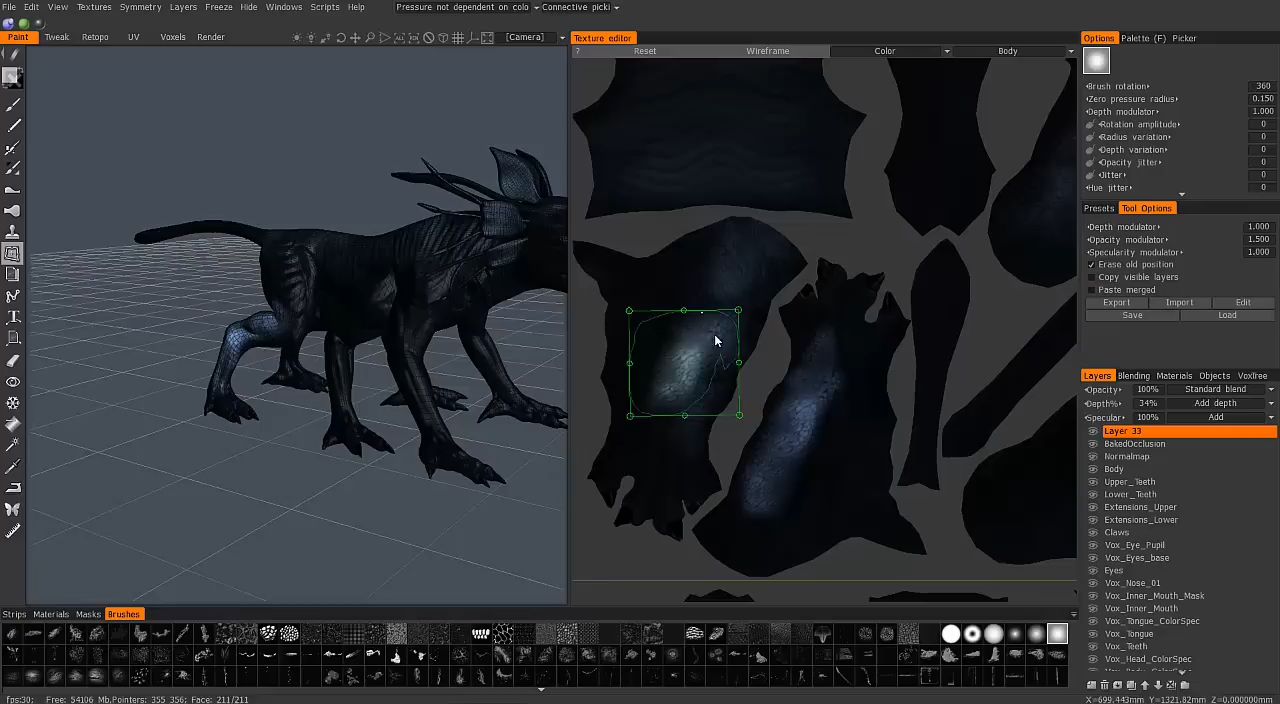 File Edit View Textures Symmetry Layers Freeze Hide Windows Scripts Help Pressure not dependent on colo Connective picki
Paint Tweak Retopo UV Voxels Render [Camera]
Texture editor
7 Reset Wireframe Color Body
Options Palette (F) Picker
Brush rotation 360
Zero pressure radius 0.150
Depth modulator 1.000
Rotation amplitude 0
Radius variation 0
Depth variation 0
Opacity jitter 0
Jitter 0
Hue jitter 0
Presets Tool Options
Depth modulator 1.000
Opacity modulator 1.500
Specularity modulator 1.000
Erase old position
Copy visible layers
Paste merged
Export Import Edit
Save Load
Layers Blending Materials Objects VoxTree
Opacity 100% Standard blend
Depth% 34% Add depth
Specular 100% Add
Layer 33
BakedOcclusion
Normalmap
Body
Upper_Teeth
Lower_Teeth
Extensions_Upper
Extensions_Lower
Claws
Vox_Eye_Pupil
Vox_Eyes_base
Eyes
Vox_Nose_01
Vox_Inner_Mouth_Mask
Vox_Inner_Mouth
Vox_Tongue_ColorSpec
Vox_Tongue
Vox_Teeth
Vox_Head_ColorSpec
Strips Materials Masks Brushes
fps:30; Free: 54106 Mb,Pointers: 355 356; Face: 211/211
X=699.443mm Y=1321.82mm Z=0.000000mm